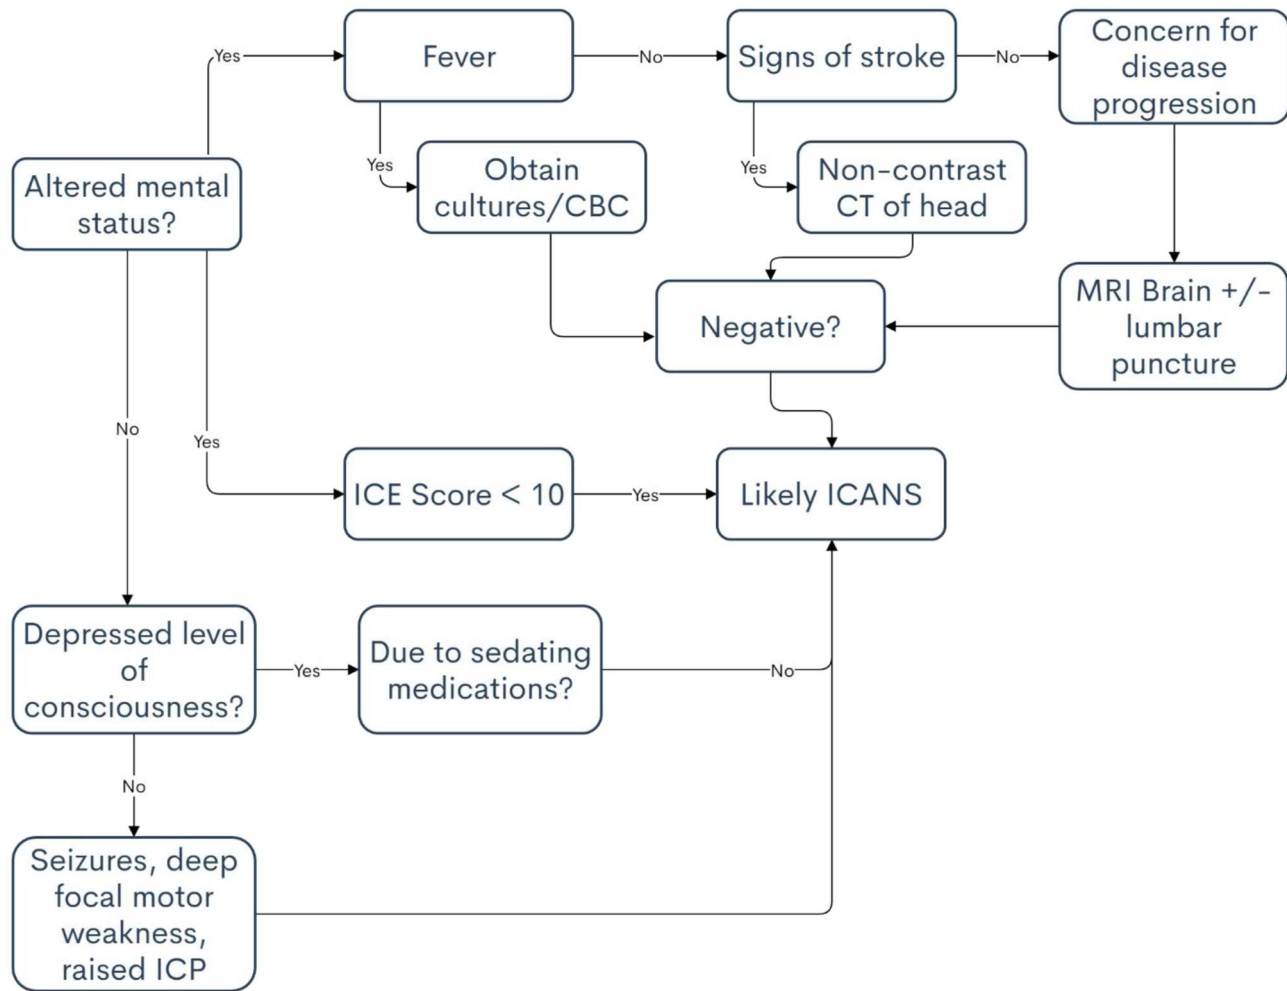 Yes
Fever
No
Signs of stroke
No
Concern for
disease
progression
Yes
Obtain
cultures/CBC
Yes
Non-contrast
CT of head
Altered mental
status?
Negative?
MRI Brain +/-
lumbar
puncture
No
Yes
ICE Score < 10
Yes
Likely ICANS
Depressed level
of
consciousness?
Yes
Due to sedating
medications?
No
No
Seizures, deep
focal motor
weakness,
raised ICP